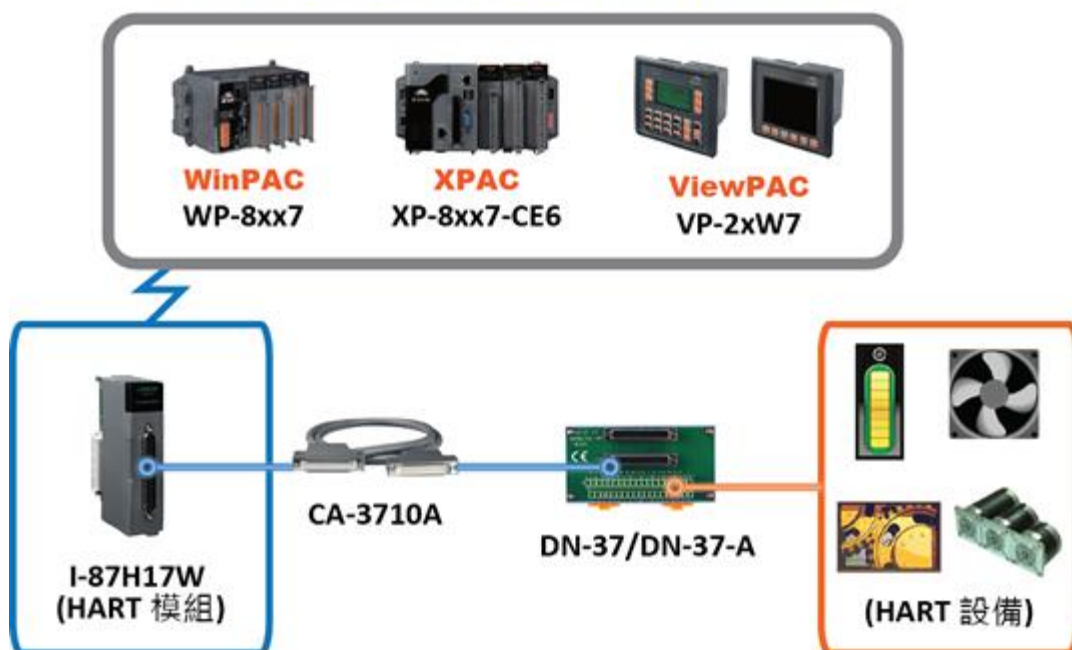 WinPAC
WP-8xx7
XPAC
XP-8xx7-CE6
ViewPAC
VP-2xW7
CA-3710A
DN-37/DN-37-A
I-87H17W
(HART 模組)
(HART 設備)